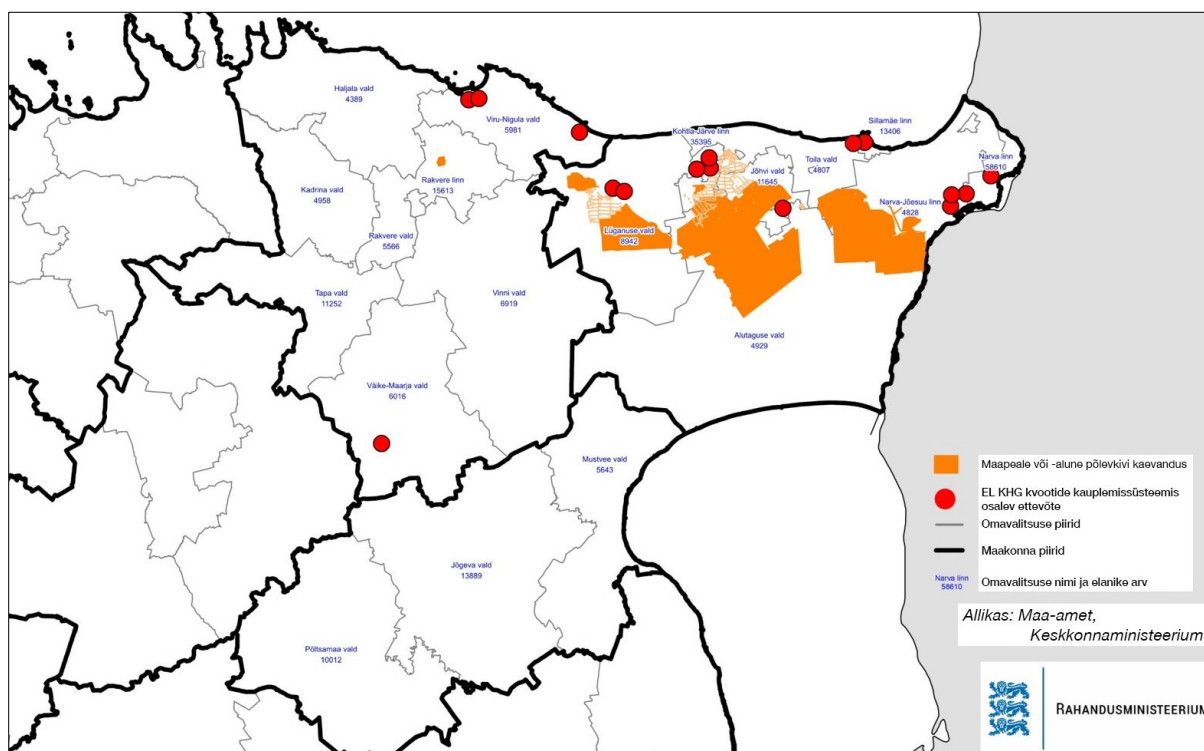 Haljala vald
4389
Viru-Nigula vald
5981
Kohtla-Järve linn
35395
Sillamäe linn
13406
Toila vald
4807
Narva linn
58610
Jõhvi vald
11645
Kadrina vald
4958
Rakvere linn
15613
Narva-Jõesuu linn
4828
Lüganuse vald
8942
Rakvere vald
5566
Tapa vald
11252
Vinni vald
6919
Alutaguse vald
4929
Väike-Maarja vald
6016
Mustvee vald
5643
Jõgeva vald
13889
Põltsamaa vald
10012
Maapeale või -alune põlevkivi kaevandus
EL KHG kvootide kauplemissüsteemis
osalev ettevõte
Omavalitsuse piirid
Maakonna piirid
Narva linn
58610
Omavalitsuse nimi ja elanike arv
Allikas: Maa-amet,
Keskkonnaministeerium
RAHANDUSMINISTEERIUM